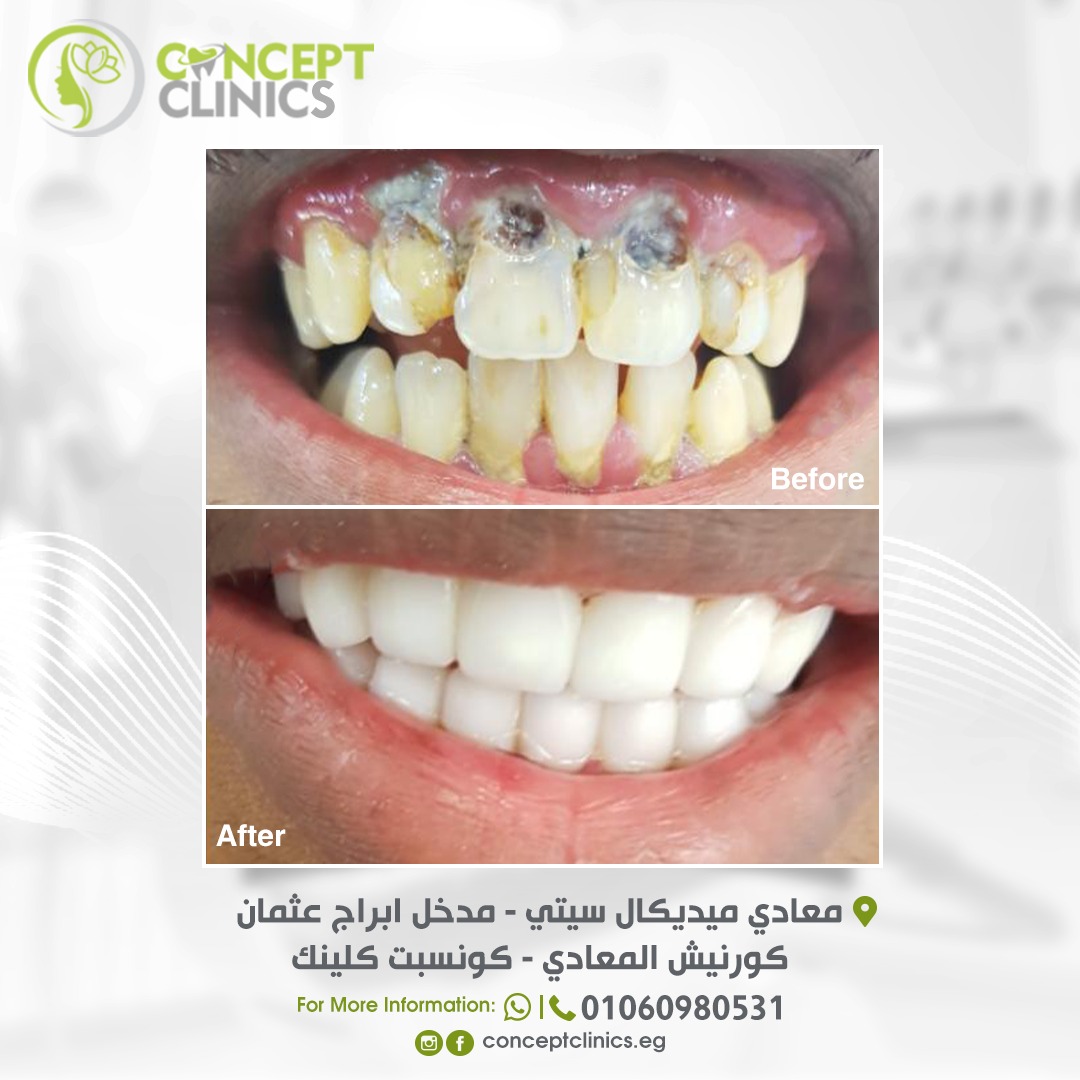 CONCEPT
CLINICS
Before
After
معادي ميديكال سيتي - مدخل ابراج عثمان
كورنيش المعادي - كونسبت كلينك
For More Information: | 01060980531
conceptclinics.eg